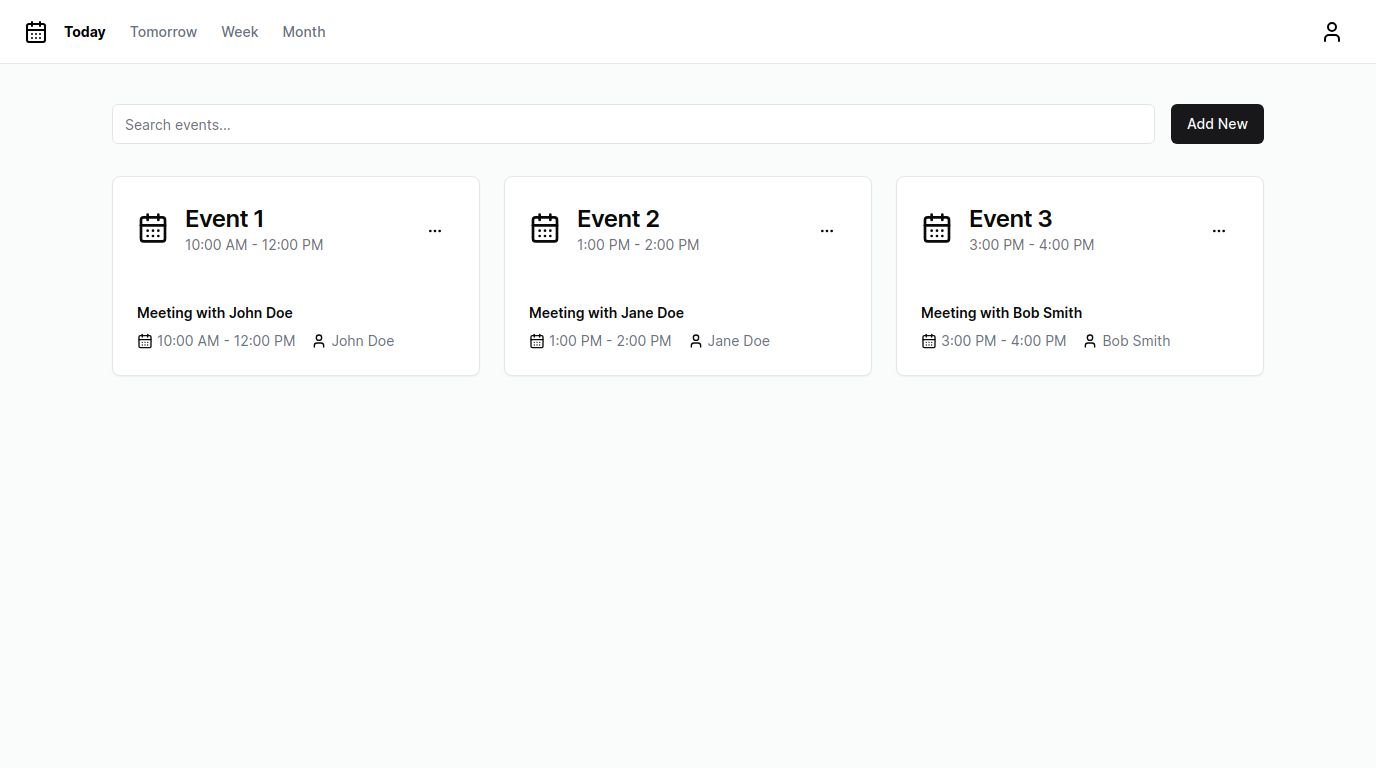 Today Tomorrow Week Month
Search events...
Add New
Event 1
10:00 AM - 12:00 PM
Meeting with John Doe
10:00 AM - 12:00 PM John Doe
Event 2
1:00 PM - 2:00 PM
Meeting with Jane Doe
1:00 PM - 2:00 PM Jane Doe
Event 3
3:00 PM - 4:00 PM
Meeting with Bob Smith
3:00 PM - 4:00 PM Bob Smith